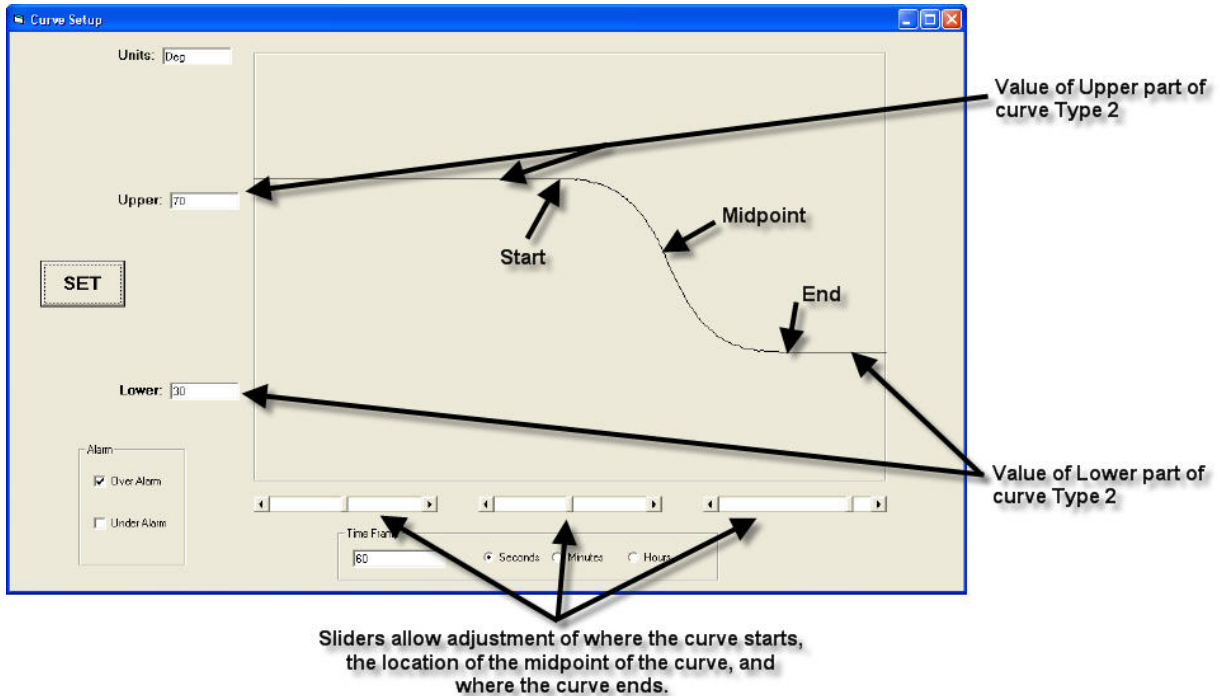 Curve Setup
Units: Deg
Value of Upper part of
curve Type 2
Upper: 70
Midpoint
Start
SET
End
Lower: 30
Alarm
Over Alarm
Under Alarm
Value of Lower part of
curve Type 2
Time Fram
60
Seconds
Minutes
Hours
Sliders allow adjustment of where the curve starts,
the location of the midpoint of the curve, and
where the curve ends.